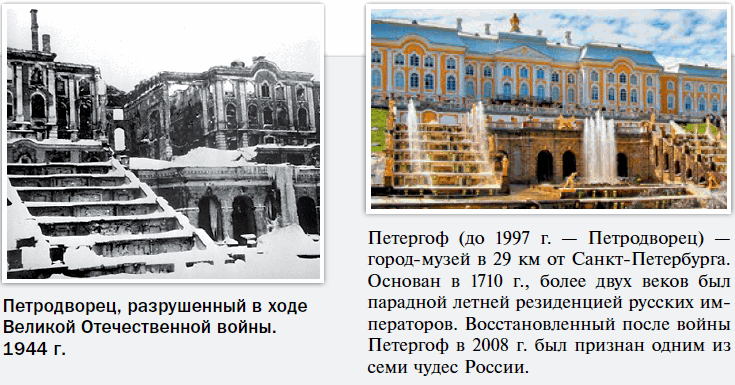 Петродворец, разрушенный в ходе
Великой Отечественной войны.
1944 г.
Петергоф (до 1997 г. — Петродворец) —
город-музей в 29 км от Санкт-Петербурга.
Основан в 1710 г., более двух веков был
парадной летней резиденцией русских им-
ператоров. Восстановленный после войны
Петергоф в 2008 г. был признан одним из
семи чудес России.